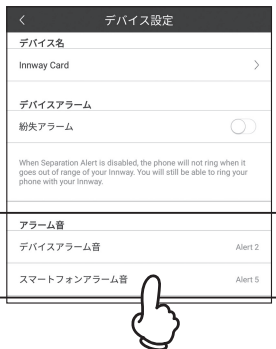 デバイス設定
デバイス名
Innway Card
デバイスアラーム
紛失アラーム
When Separation Alert is disabled, the phone will not ring when it
goes out of range of your Innway. You will still be able to ring your
phone with your Innway.
アラーム音
デバイスアラーム音 Alert 2
スマートフォンアラーム音 Alert 5